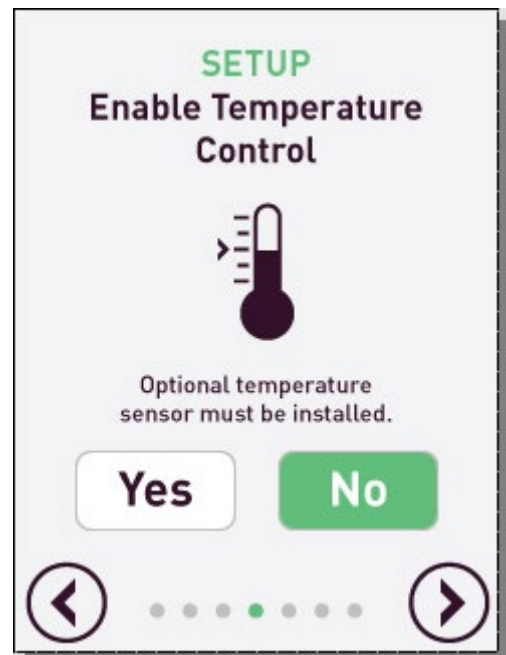 SETUP
Enable Temperature
Control
Optional temperature
sensor must be installed.
Yes
No